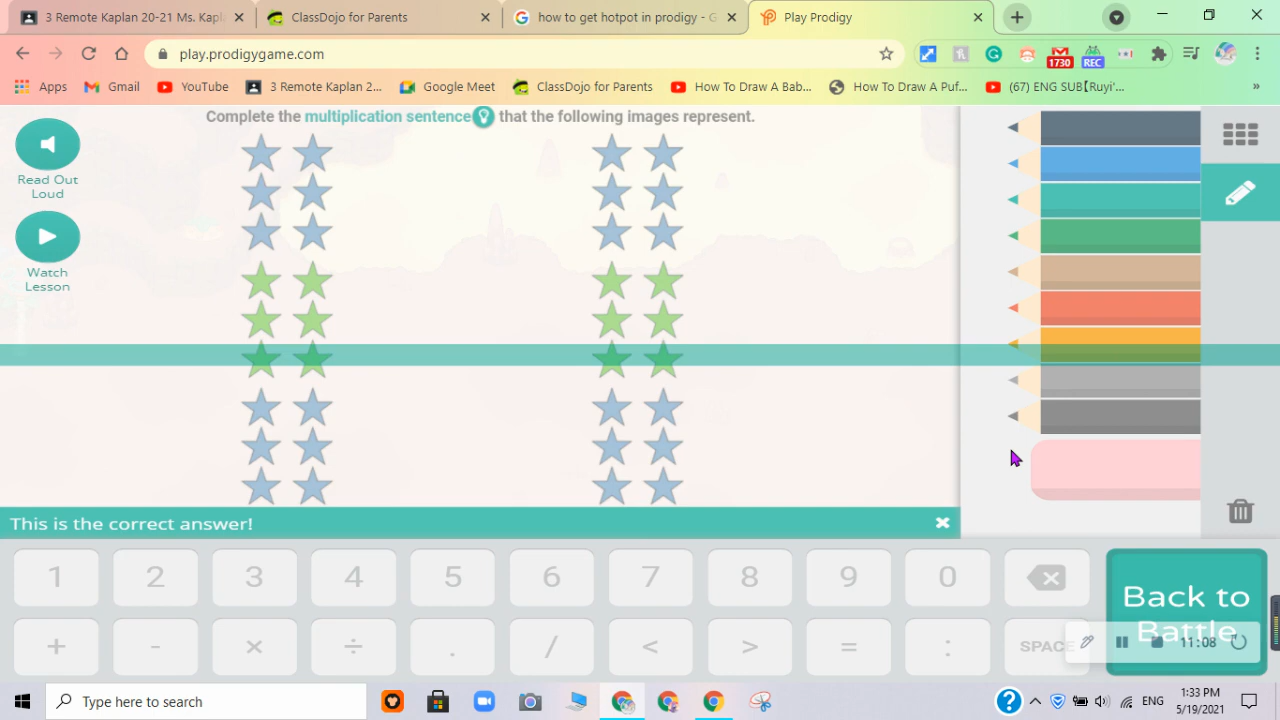 3 Remote Kaplan 20-21 Ms. Kapl
ClassDojo for Parents
how to get hotpot in prodigy - G
Play Prodigy
play.prodigygame.com
1730
REC
Apps
Gmail
YouTube
3 Remote Kaplan 2...
Google Meet
ClassDojo for Parents
How To Draw A Bab...
How To Draw A Puf...
(67) ENG SUB【Ruyi'...
»
Complete the multiplication sentence that the following images represent.
Read Out
Loud
Watch
Lesson
This is the correct answer!
1 2 3 4 5 6 7 8 9 0
+ - × ÷ . / < > = : SPACE
Back to
Battle
11:08
Type here to search
ENG
1:33 PM
5/19/2021